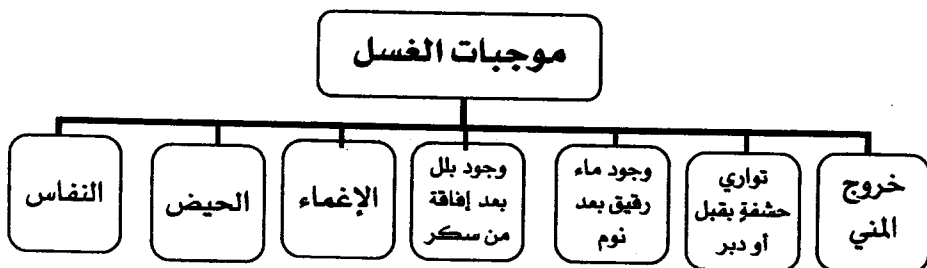 موجبات الغسل
خروج
المني
تواري
حشفةٍ بقبل
أو دبر
وجود ماء
رقيق بعد
نوم
وجود بلل
بعد إفاقة
من سكر
الإغماء
الحيض
النفاس